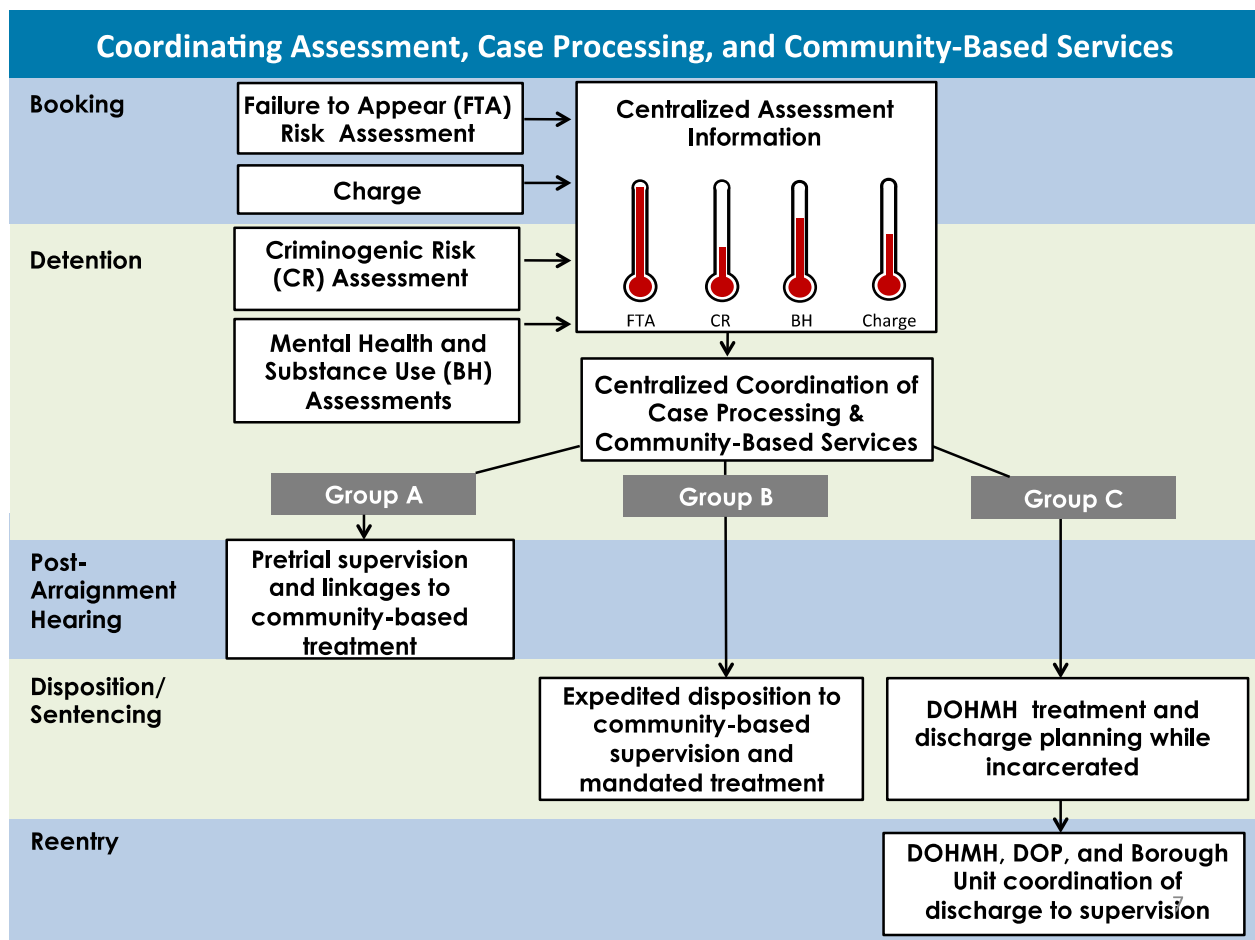 Coordinating Assessment, Case Processing, and Community-Based Services
Booking
Failure to Appear (FTA)
Risk Assessment
Charge
Centralized Assessment
Information
FTA
CR
BH
Charge
Detention
Criminogenic Risk
(CR) Assessment
Mental Health and
Substance Use (BH)
Assessments
Centralized Coordination of
Case Processing &
Community-Based Services
Group A
Group B
Group C
Post-
Arraignment
Hearing
Pretrial supervision
and linkages to
community-based
treatment
Disposition/
Sentencing
Expedited disposition to
community-based
supervision and
mandated treatment
DOHMH treatment and
discharge planning while
incarcerated
Reentry
DOHMH, DOP, and Borough
Unit coordination of
discharge to supervision
7